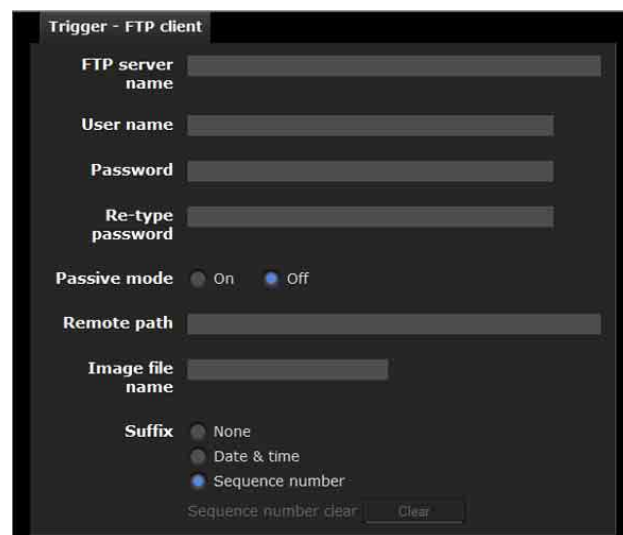 Trigger - FTP client
FTP server
name
User name
Password
Re-type
password
Passive mode On Off
Remote path
Image file
name
Suffix None
Date & time
Sequence number
Sequence number clear Clear